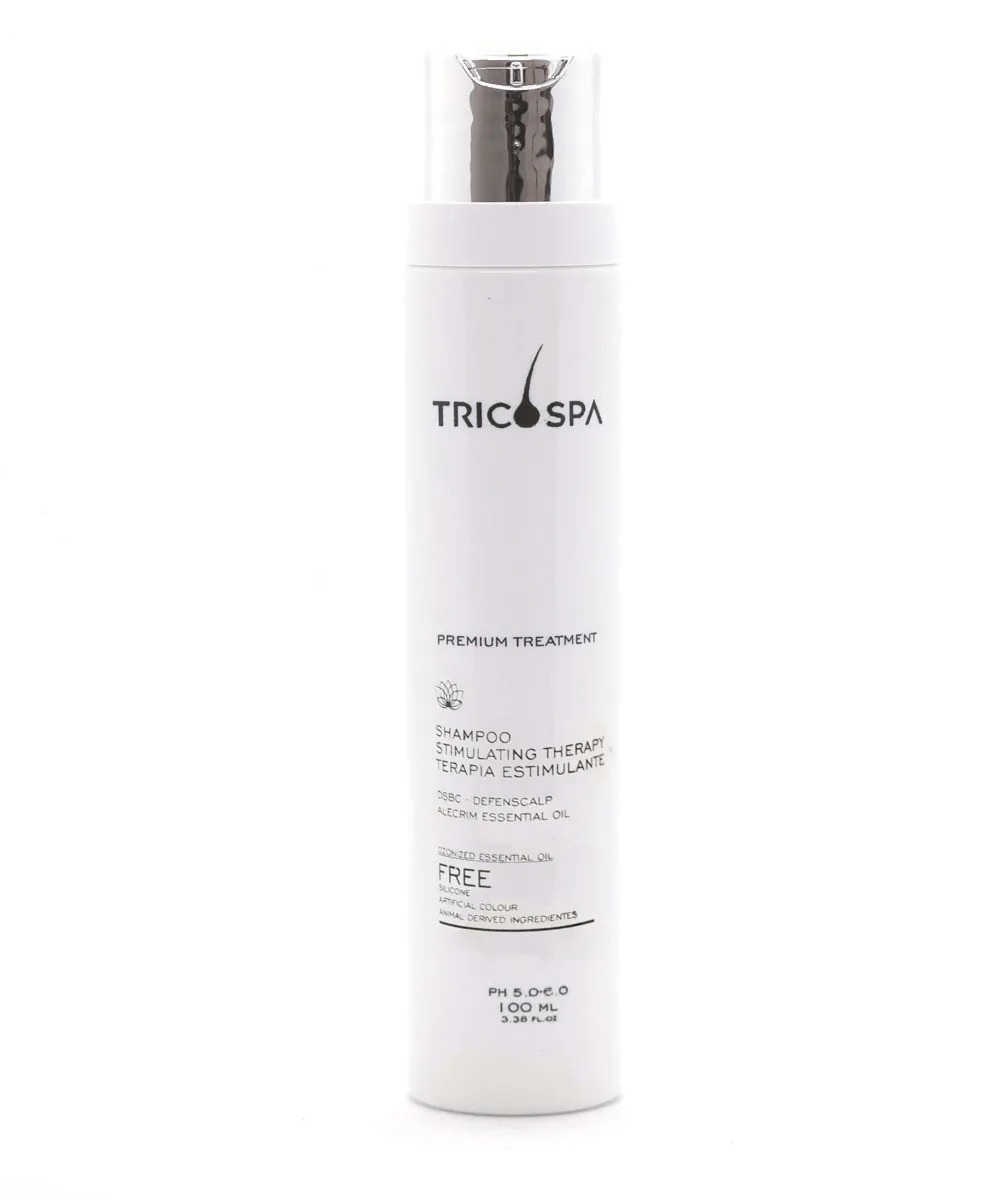 TRICOSPA
PREMIUM TREATMENT
SHAMPOO
STIMULATING THERAPY
TERAPIA ESTIMULANTE
DSBC - DEFENSCALP
ALECRIM ESSENTIAL OIL
OZONIZED ESSENTIAL OIL
FREE
SILICONE
ARTIFICIAL COLOUR
ANIMAL DERIVED INGREDIENTES
PH 5.0-6.0
100 ML
3.38 FL.OZ